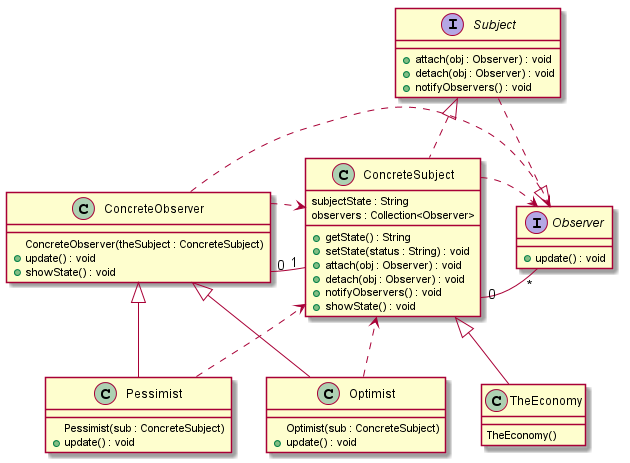 I Subject
attach(obj : Observer) : void
detach(obj : Observer) : void
notifyObservers() : void
C ConcreteSubject
subjectState : String
observers : Collection<Observer>
getState() : String
setState(status : String) : void
attach(obj : Observer) : void
detach(obj : Observer) : void
notifyObservers() : void
showState() : void
C ConcreteObserver
ConcreteObserver(theSubject : ConcreteSubject)
update() : void
showState() : void
I Observer
update() : void
0 1
0
*
C Pessimist
Pessimist(sub : ConcreteSubject)
update() : void
C Optimist
Optimist(sub : ConcreteSubject)
update() : void
C TheEconomy
TheEconomy()